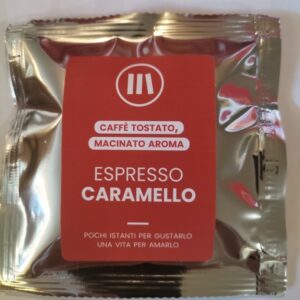 CAFFÈ TOSTATO,
MACINATO AROMA
ESPRESSO
CARAMELLO
POCHI ISTANTI PER GUSTARLO
UNA VITA PER AMARLO